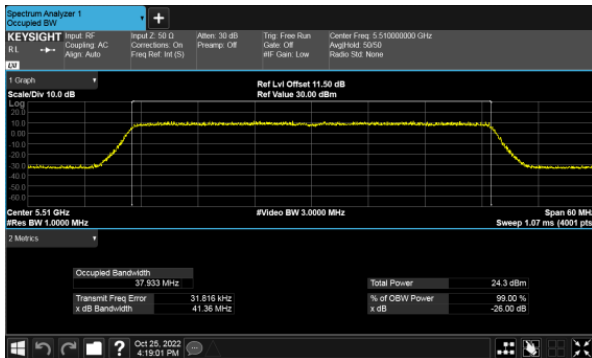 Spectrum Analyzer 1
Occupied BW
+
KEYSIGHT
RL
LXI
Input: RF
Coupling: AC
Align: Auto
Input Z: 50 Ω
Corrections: On
Freq Ref: Int (S)
Atten: 30 dB
Preamp: Off
Trig: Free Run
Gate: Off
#IF Gain: Low
Center Freq: 5.510000000 GHz
Avg|Hold: 50/50
Radio Std: None
1 Graph
Scale/Div 10.0 dB
Ref Lvl Offset 11.50 dB
Ref Value 30.00 dBm
Log
20.0
10.0
0.00
-10.0
-20.0
-30.0
-40.0
-50.0
-60.0
Center 5.51 GHz
#Res BW 1.0000 MHz
#Video BW 3.0000 MHz
Span 60 MHz
Sweep 1.07 ms (4001 pts
2 Metrics
Occupied Bandwidth
37.933 MHz
Transmit Freq Error 31.816 kHz
x dB Bandwidth 41.36 MHz
Total Power 24.3 dBm
% of OBW Power 99.00 %
x dB -26.00 dB
?
Oct 25, 2022
4:19:01 PM